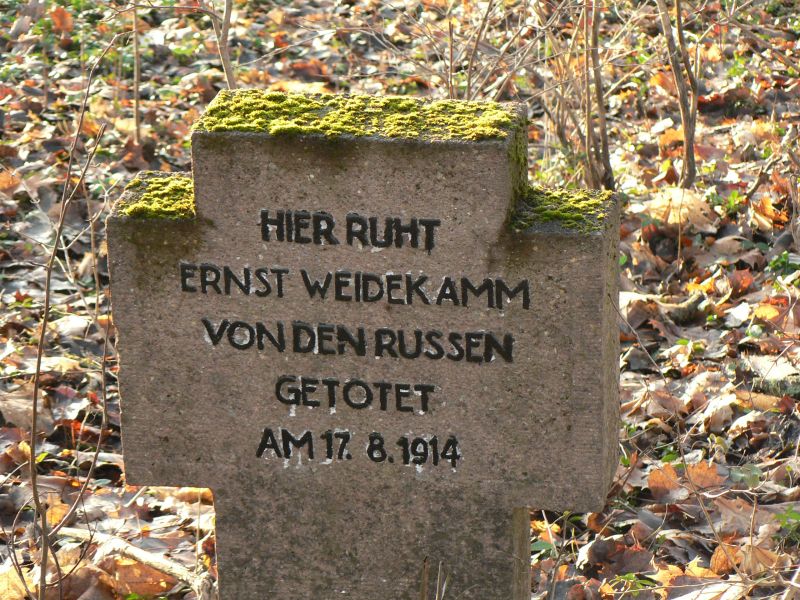 HIER RUHT
ERNST WEIDEKAMM
VON DEN RUSSEN
GETOTET
AM 17. 8. 1914